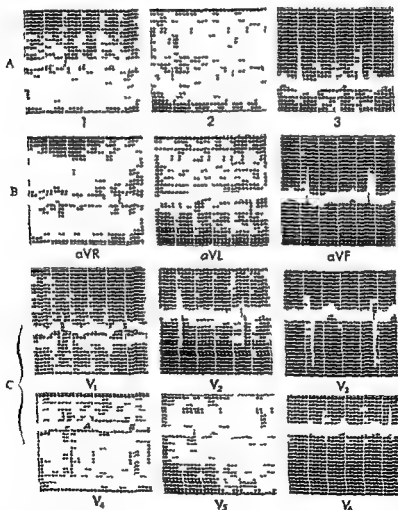 A
1 2 3
B
aVR aVL aVF
V₁ V₂ V₃
C
V₄ V₅ V₆